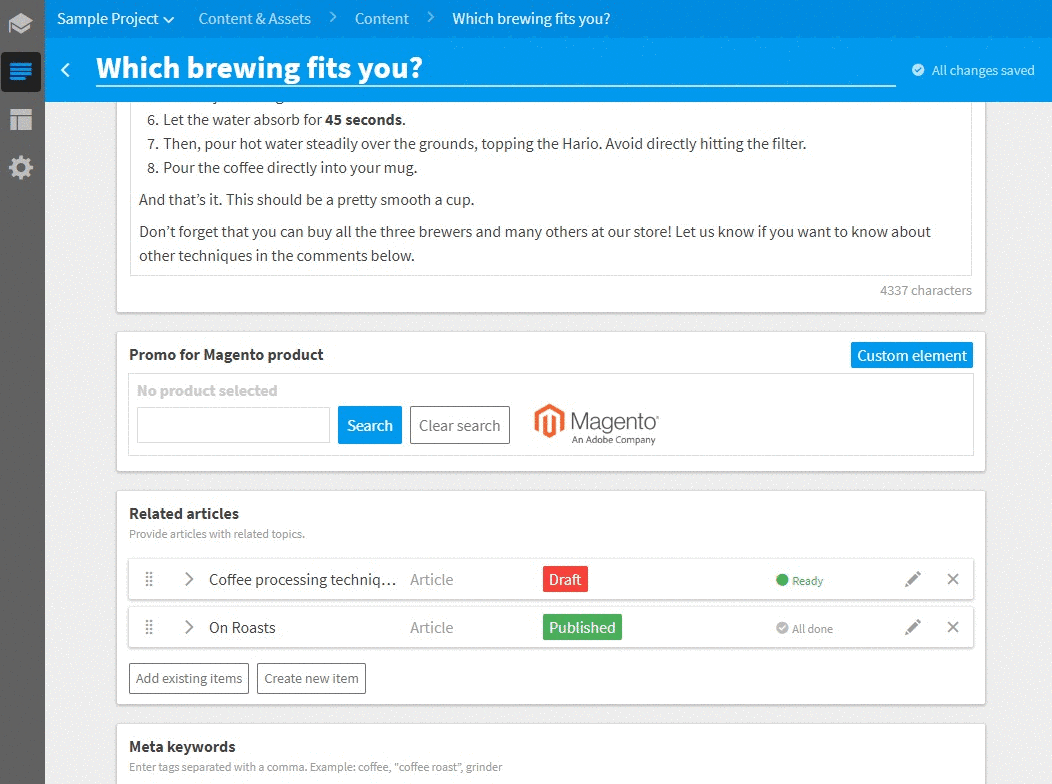 Sample Project
Content & Assets
Content
Which brewing fits you?
Which brewing fits you?
All changes saved
6. Let the water absorb for 45 seconds.
7. Then, pour hot water steadily over the grounds, topping the Hario. Avoid directly hitting the filter.
8. Pour the coffee directly into your mug.
And that’s it. This should be a pretty smooth a cup.
Don’t forget that you can buy all the three brewers and many others at our store! Let us know if you want to know about
other techniques in the comments below.
4337 characters
Promo for Magento product
Custom element
No product selected
Search
Clear search
Magento®
An Adobe Company
Related articles
Provide articles with related topics.
Coffee processing techniq... Article Draft Ready
On Roasts Article Published All done
Add existing items
Create new item
Meta keywords
Enter tags separated with a comma. Example: coffee, "coffee roast", grinder